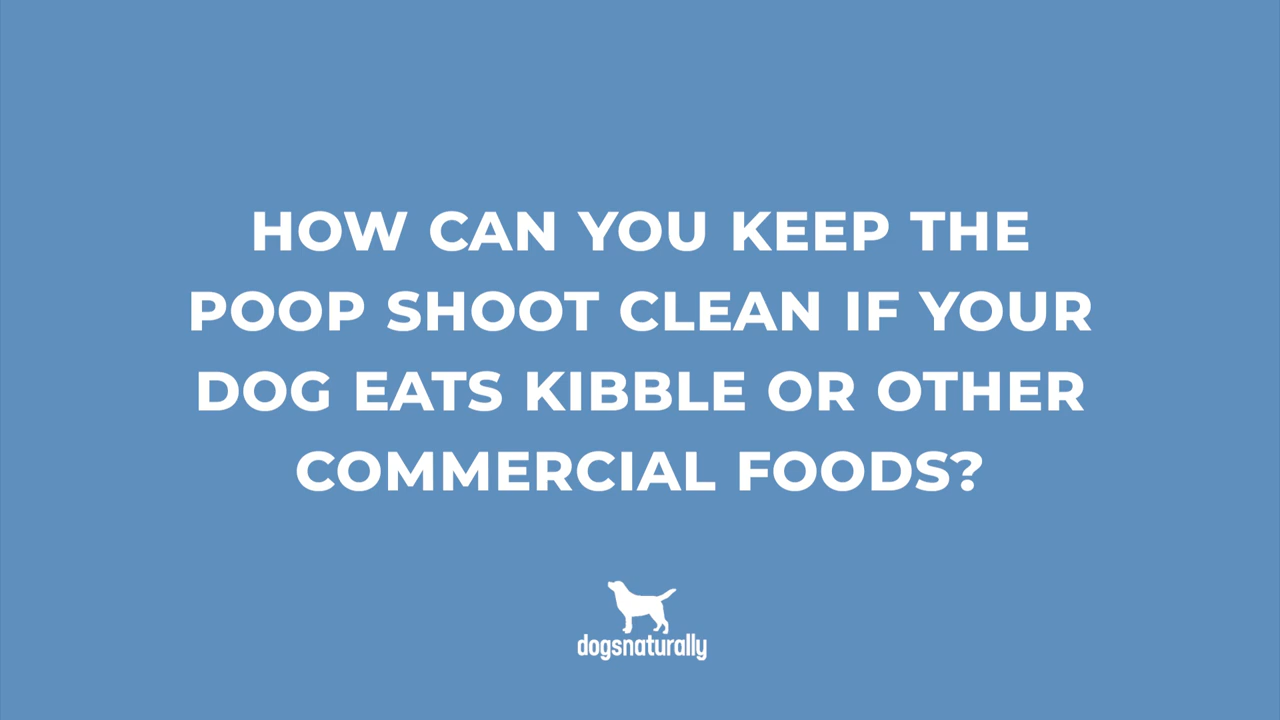 HOW CAN YOU KEEP THE
POOP SHOOT CLEAN IF YOUR
DOG EATS KIBBLE OR OTHER
COMMERCIAL FOODS?
dogsnaturally